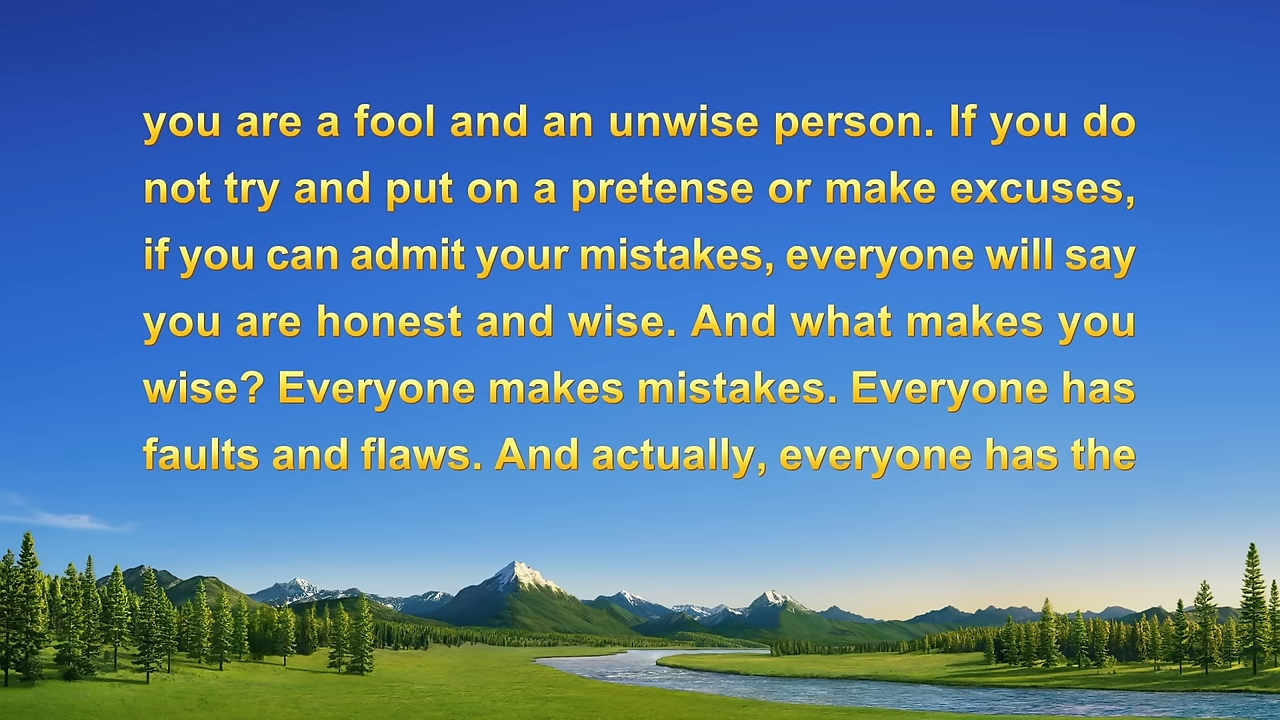 you are a fool and an unwise person. If you do
not try and put on a pretense or make excuses,
if you can admit your mistakes, everyone will say
you are honest and wise. And what makes you
wise? Everyone makes mistakes. Everyone has
faults and flaws. And actually, everyone has the